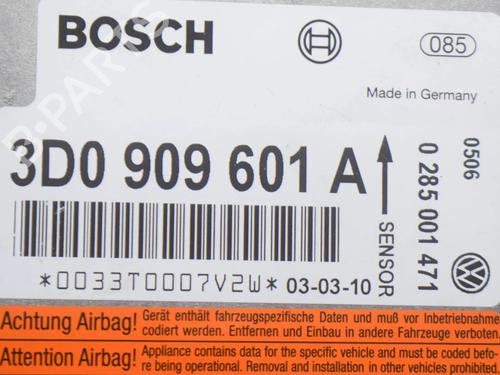 BOSCH
085
Made in Germany
3D0 909 601 A
SENSOR
0 285 001 471
0506
*0033T0007V2W* 03-03-10
Achtung Airbag! Gerät enthält fahrzeugspezifische Daten und muß vor Inbetriebnahme
codiert werden. Entfernen und Einbau in andere Fahrzeuge verboten.
Attention Airbag! Appliance contains data for the specific vehicle and must be coded befo-
re being operational. Removal and installation in other vehicles prohibited.
B-PARTS